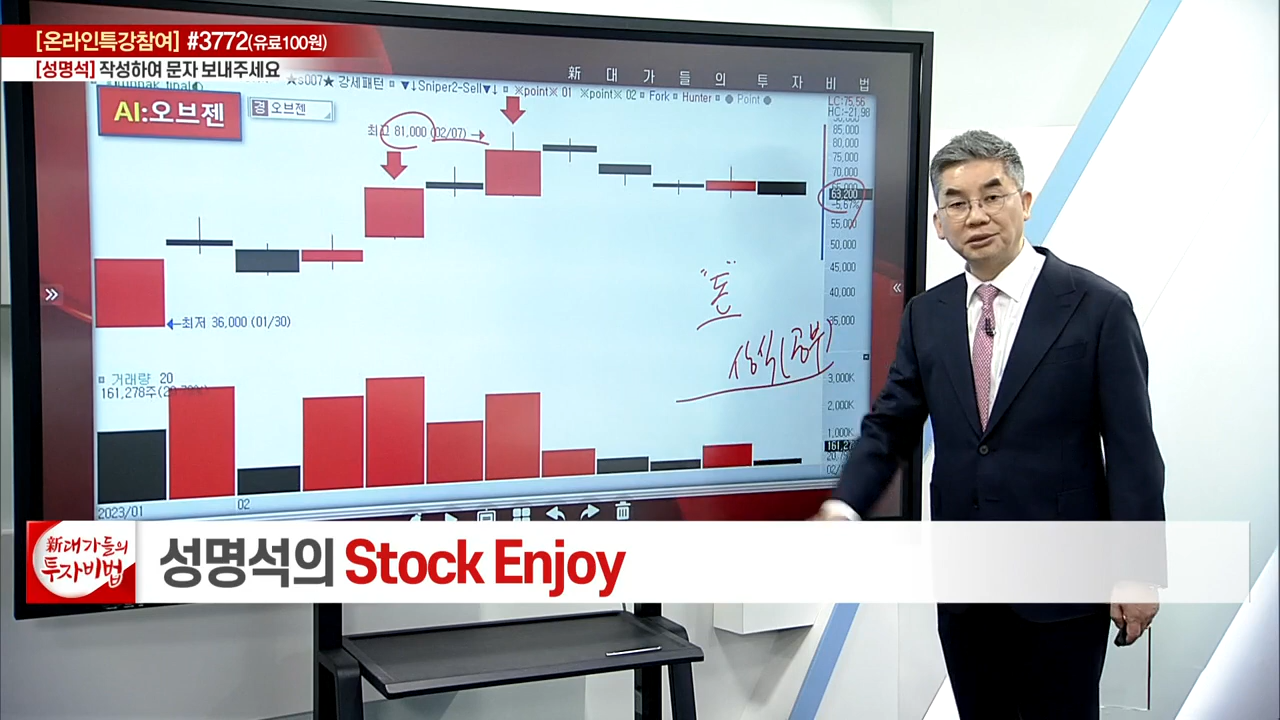 [온라인특강참여] #3772(유료100원)
[성명석] 작성하여 문자 보내주세요
新 대 가 들 의 투 자 비 법
★s007★ 강세패턴 ▼↓Sniper2-Sell▼↓ ※point※ 01 ※point※ 02 Fork Hunter Point
AI:오브젠
경 오브젠
LC:75,56
HC:-21,98
최고 81,000 (02/07) →
85,000
80,000
75,000
70,000
63,200
-5,67%
55,000
50,000
45,000
40,000
35,000
←최저 36,000 (01/30)
"돈"
상식(공부)
거래량 20
161,278주
3,000K
2,000K
1,000K
2023/01
02
新대가들의
투자비법
성명석의 Stock Enjoy